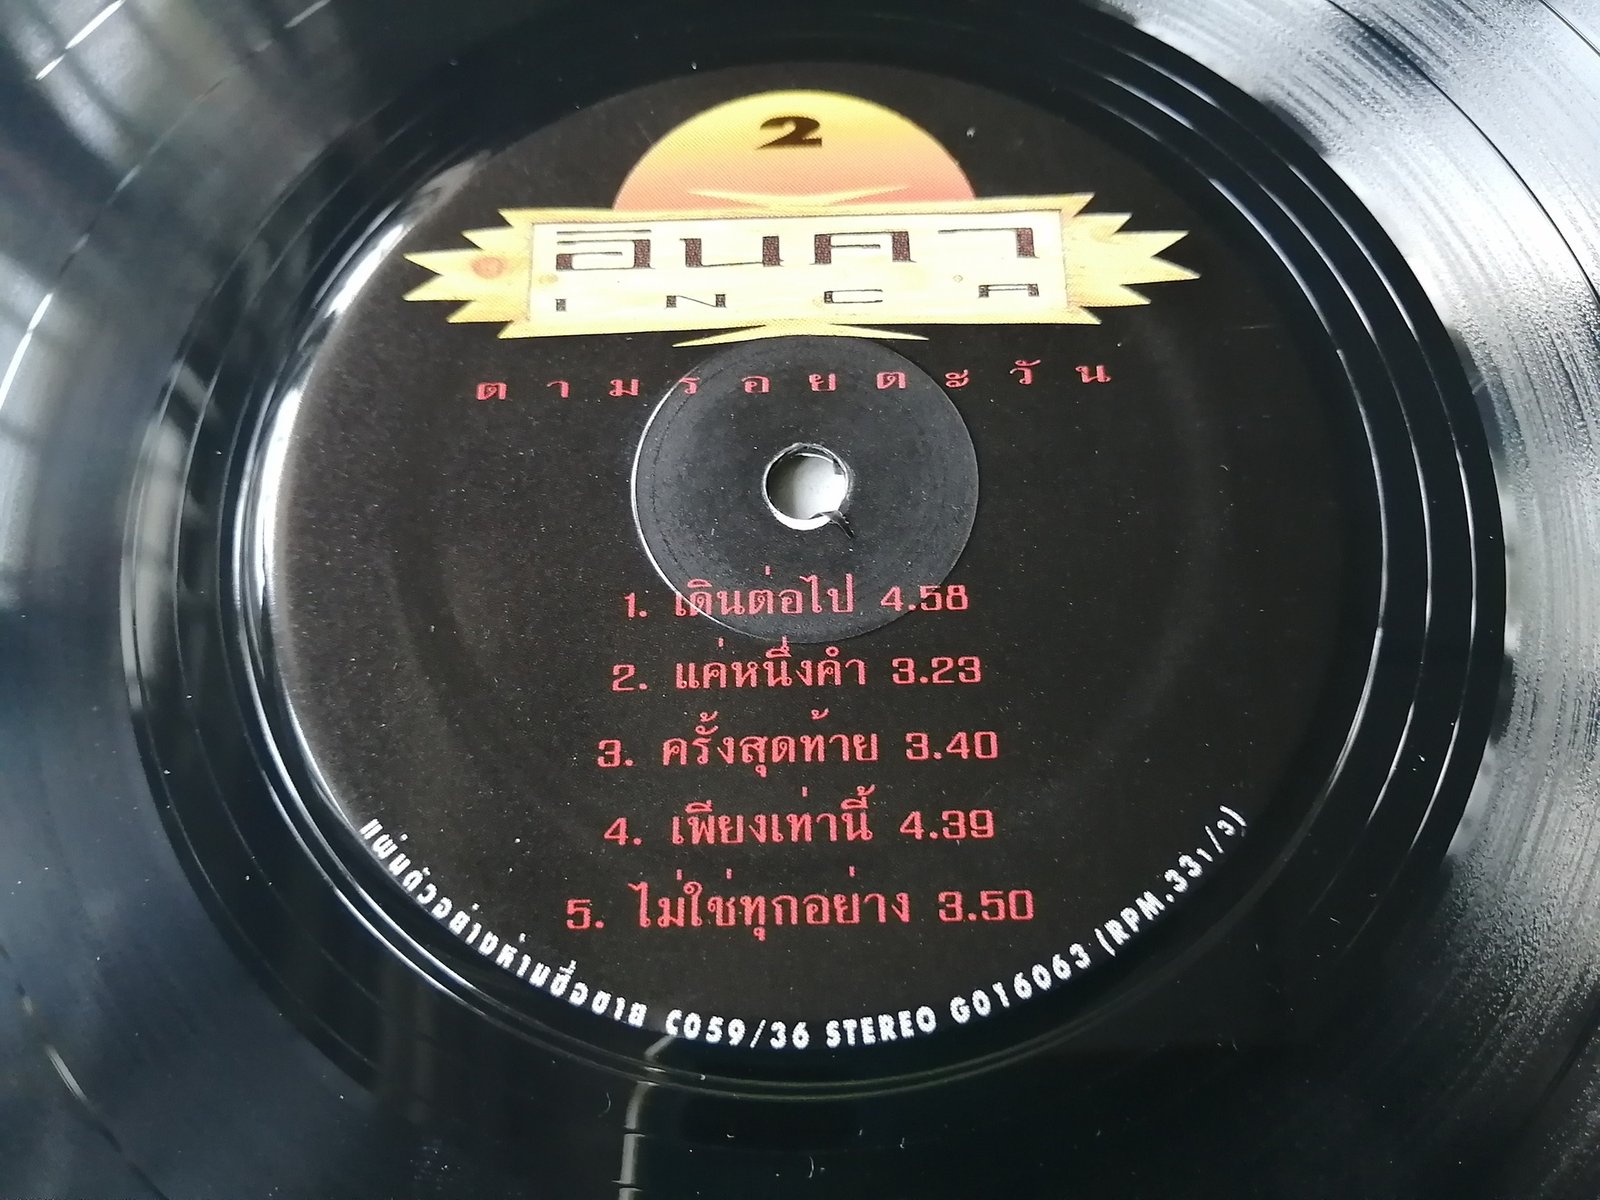 2
อินคา
INCA
ตามรอยตะวัน
1. เดินต่อไป 4.58
2. แค่หนึ่งคำ 3.23
3. ครั้งสุดท้าย 3.40
4. เพียงเท่านี้ 4.39
5. ไม่ใช่ทุกอย่าง 3.50
แผ่นตัวอย่างห้ามซื้อขาย C059/36 STEREO G016063 (RPM.33 1/3)